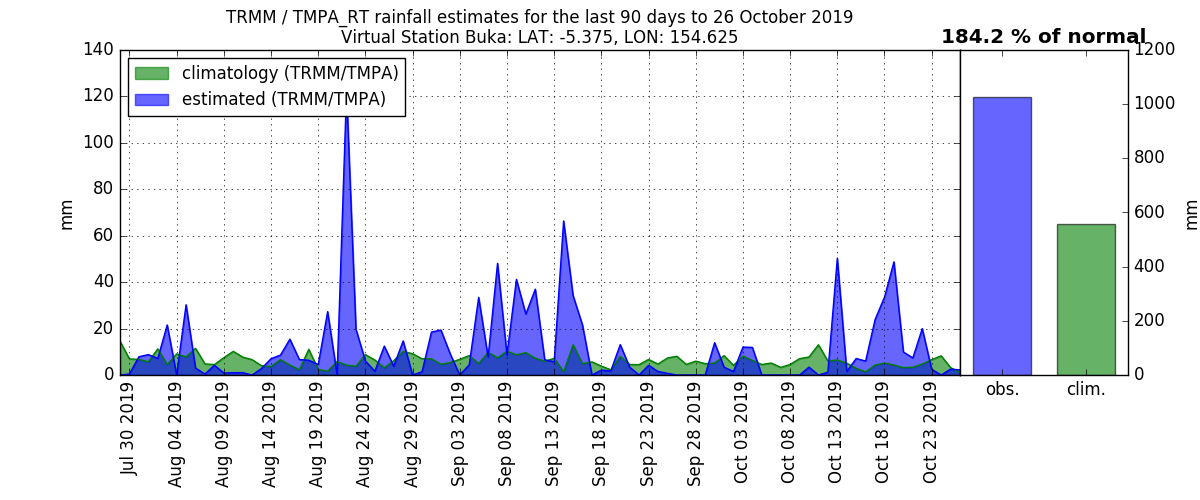 TRMM / TMPA_RT rainfall estimates for the last 90 days to 26 October 2019
Virtual Station Buka: LAT: -5.375, LON: 154.625
184.2 % of normal
climatology (TRMM/TMPA)
estimated (TRMM/TMPA)
140
120
100
80
60
40
20
0
mm
Jul 30 2019
Aug 04 2019
Aug 09 2019
Aug 14 2019
Aug 19 2019
Aug 24 2019
Aug 29 2019
Sep 03 2019
Sep 08 2019
Sep 13 2019
Sep 18 2019
Sep 23 2019
Sep 28 2019
Oct 03 2019
Oct 08 2019
Oct 13 2019
Oct 18 2019
Oct 23 2019
obs.
clim.
1200
1000
800
600
400
200
0
mm